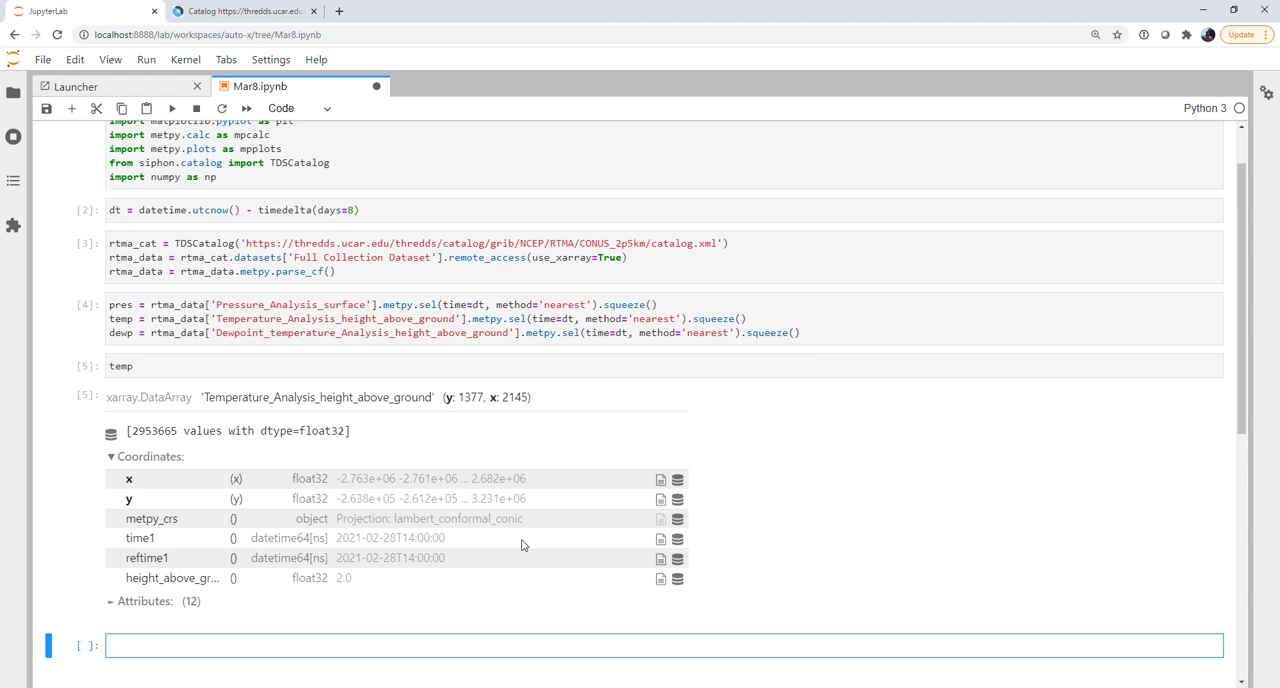 JupyterLab
Catalog https://thredds.ucar.edu
localhost:8888/lab/workspaces/auto-x/tree/Mar8.ipynb
Update
File Edit View Run Kernel Tabs Settings Help
Launcher
Mar8.ipynb
Code
Python 3
import matplotlib.pyplot as plt
import metpy.calc as mpcalc
import metpy.plots as mpplots
from siphon.catalog import TDSCatalog
import numpy as np
[2]: dt = datetime.utcnow() - timedelta(days=8)
[3]: rtma_cat = TDSCatalog('https://thredds.ucar.edu/thredds/catalog/grib/NCEP/RTMA/CONUS_2p5km/catalog.xml')
rtma_data = rtma_cat.datasets['Full Collection Dataset'].remote_access(use_xarray=True)
rtma_data = rtma_data.metpy.parse_cf()
[4]: pres = rtma_data['Pressure_Analysis_surface'].metpy.sel(time=dt, method='nearest').squeeze()
temp = rtma_data['Temperature_Analysis_height_above_ground'].metpy.sel(time=dt, method='nearest').squeeze()
dewp = rtma_data['Dewpoint_temperature_Analysis_height_above_ground'].metpy.sel(time=dt, method='nearest').squeeze()
[5]: temp
[5]: xarray.DataArray 'Temperature_Analysis_height_above_ground' (y: 1377, x: 2145)
[2953665 values with dtype=float32]
▼ Coordinates:
x (x) float32 -2.763e+06 -2.761e+06 ... 2.682e+06
y (y) float32 -2.638e+05 -2.612e+05 ... 3.231e+06
metpy_crs () object Projection: lambert_conformal_conic
time1 () datetime64[ns] 2021-02-28T14:00:00
reftime1 () datetime64[ns] 2021-02-28T14:00:00
height_above_gr... () float32 2.0
► Attributes: (12)
[ ]: